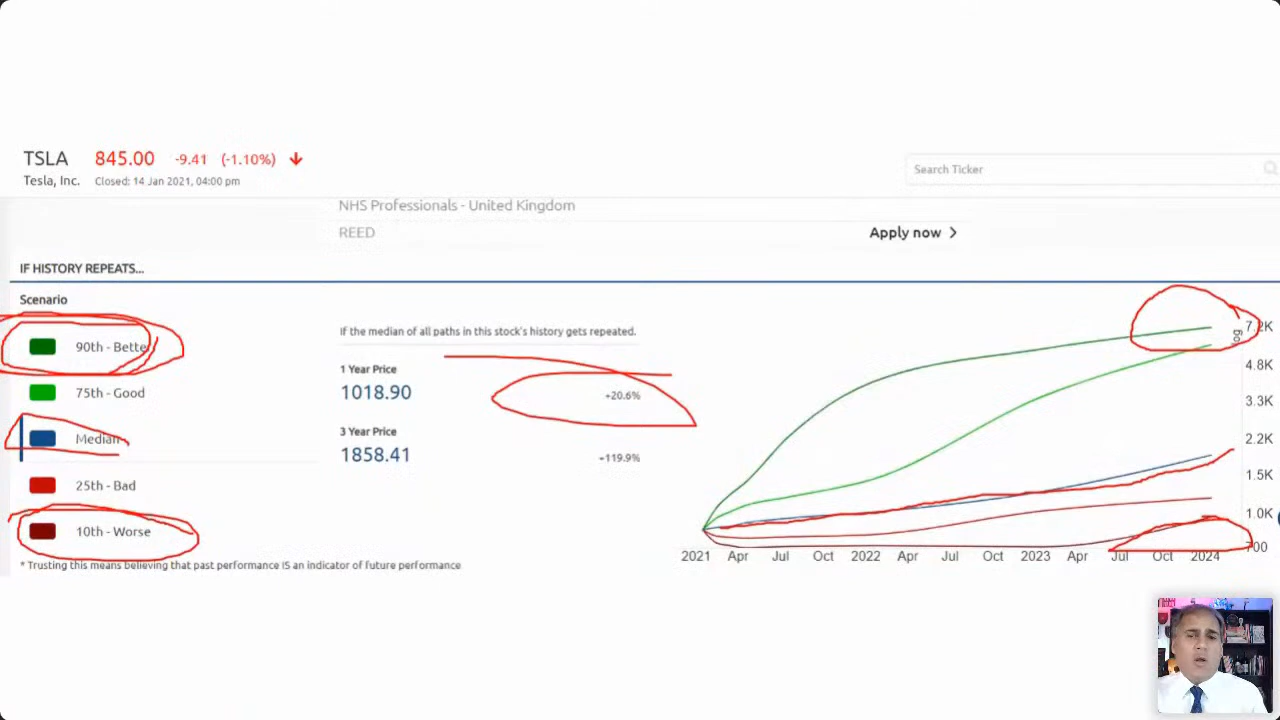 TSLA 845.00 -9.41 (-1.10%)
Tesla, Inc. Closed: 14 Jan 2021, 04:00 pm
Search Ticker
NHS Professionals - United Kingdom
REED
Apply now >
IF HISTORY REPEATS...
Scenario
90th - Bette
75th - Good
Median
25th - Bad
10th - Worse
* Trusting this means believing that past performance IS an indicator of future performance
If the median of all paths in this stock's history gets repeated.
1 Year Price
1018.90 +20.6%
3 Year Price
1858.41 +119.9%
7.2K
4.8K
3.3K
2.2K
1.5K
1.0K
700
2021 Apr Jul Oct 2022 Apr Jul Oct 2023 Apr Jul Oct 2024